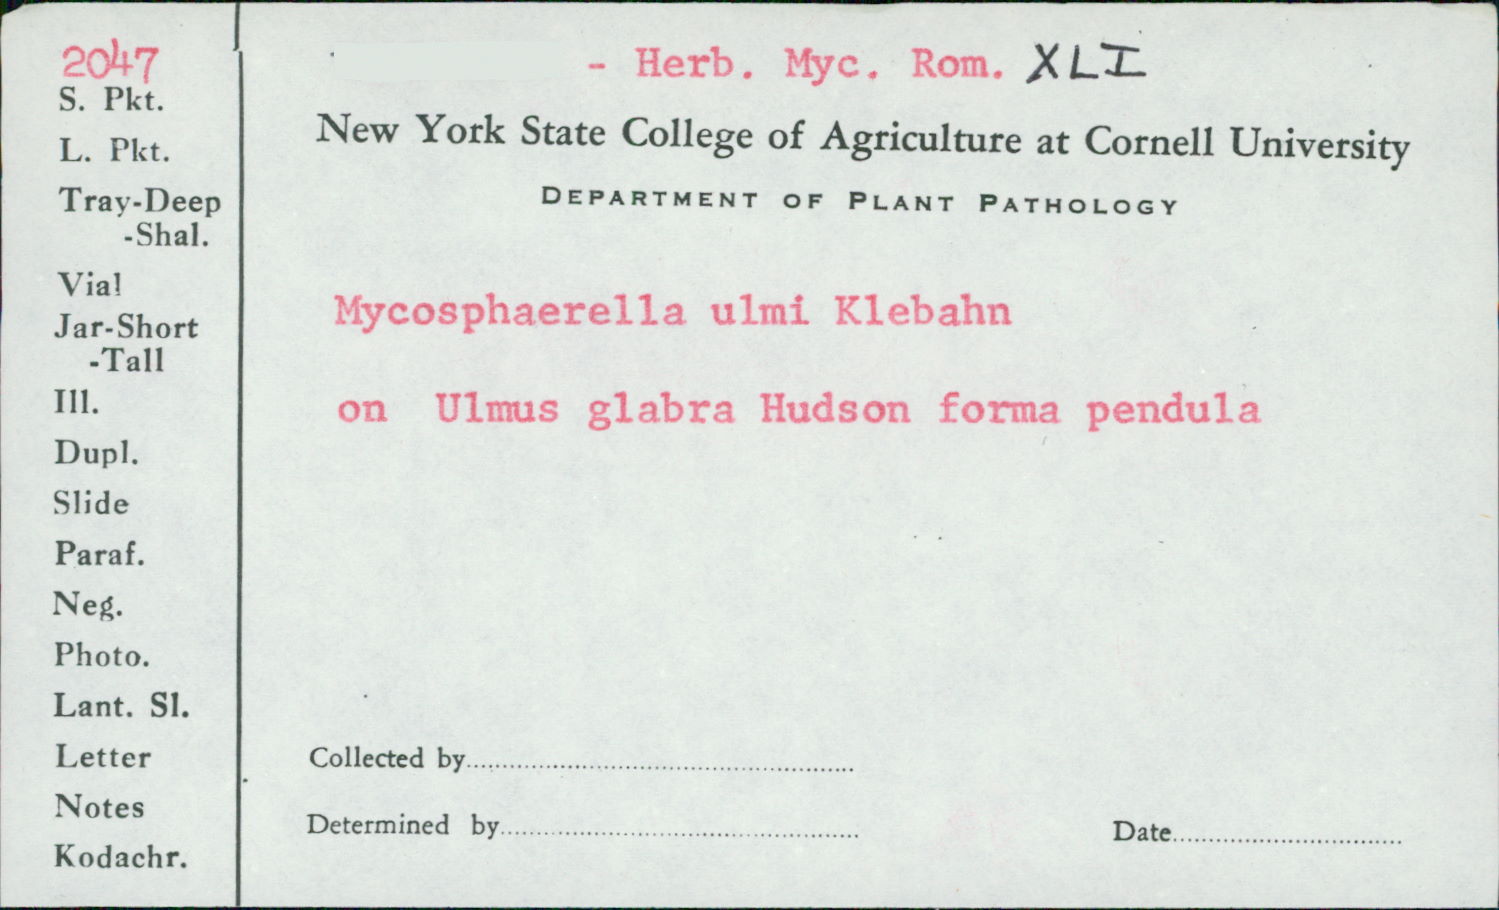 2047
- Herb. Myc. Rom. XLI
New York State College of Agriculture at Cornell University
DEPARTMENT OF PLANT PATHOLOGY
S. Pkt.
L. Pkt.
Tray-Deep
-Shal.
Vial
Jar-Short
-Tall
Ill.
Dupl.
Slide
Paraf.
Neg.
Photo.
Lant. Sl.
Letter
Notes
Kodachr.
Mycosphaerella ulmi Klebahn
on Ulmus glabra Hudson forma pendula
Collected by
Determined by
Date